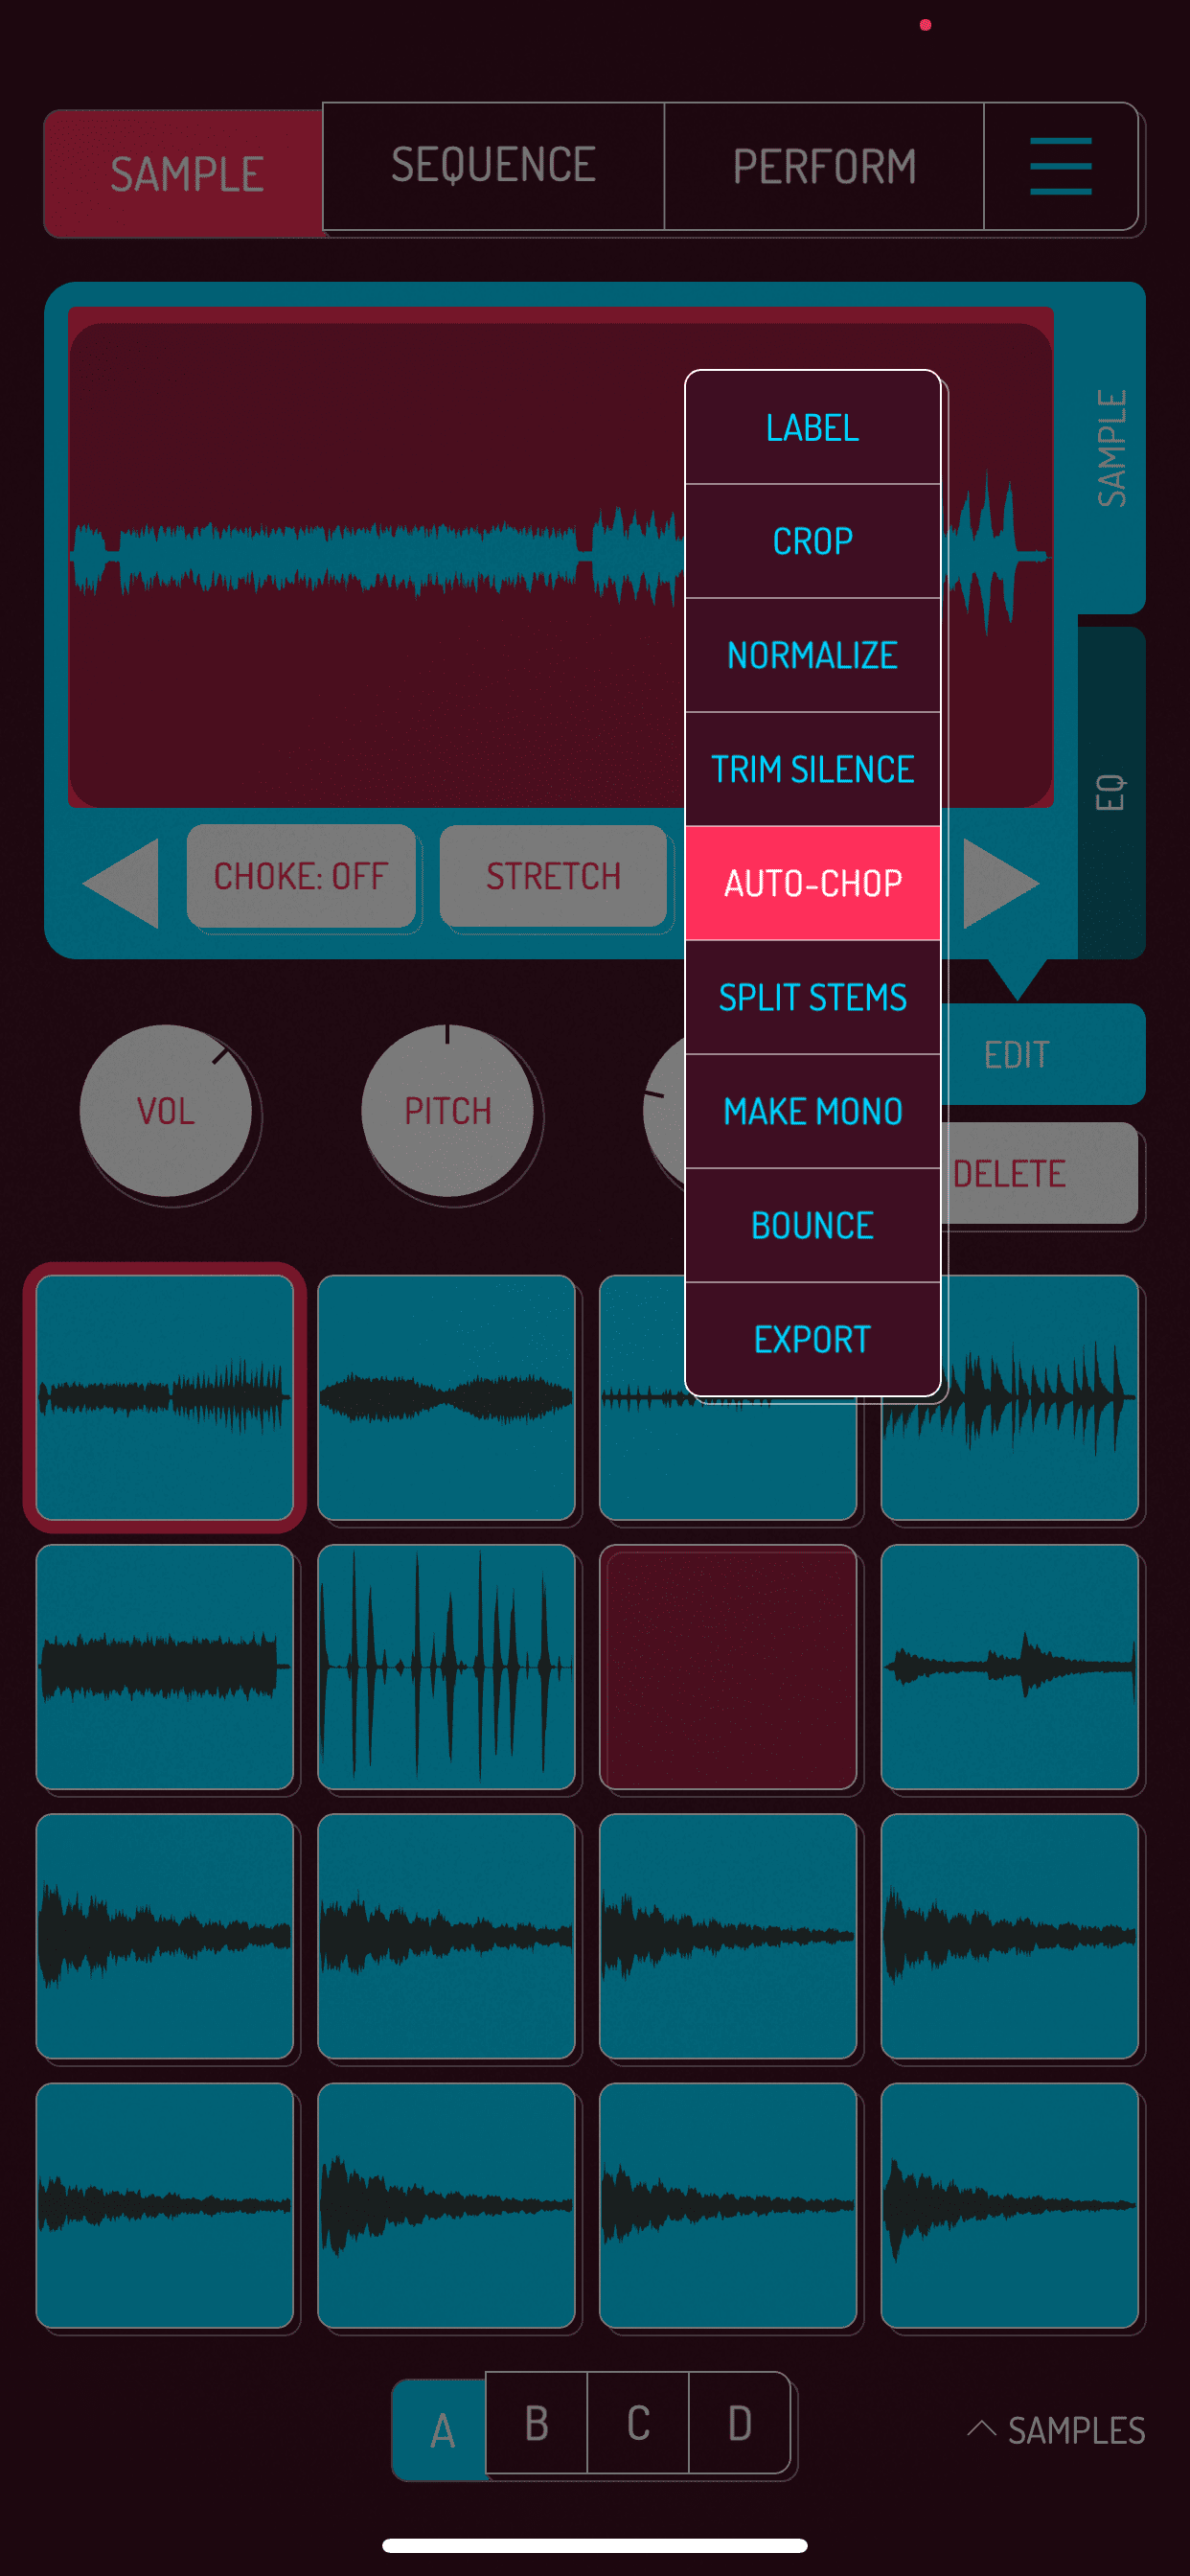 SAMPLE
SEQUENCE
PERFORM
SAMPLE
EQ
LABEL
CROP
NORMALIZE
TRIM SILENCE
AUTO-CHOP
SPLIT STEMS
MAKE MONO
BOUNCE
EXPORT
CHOKE: OFF
STRETCH
VOL
PITCH
EDIT
DELETE
A
B
C
D
SAMPLES